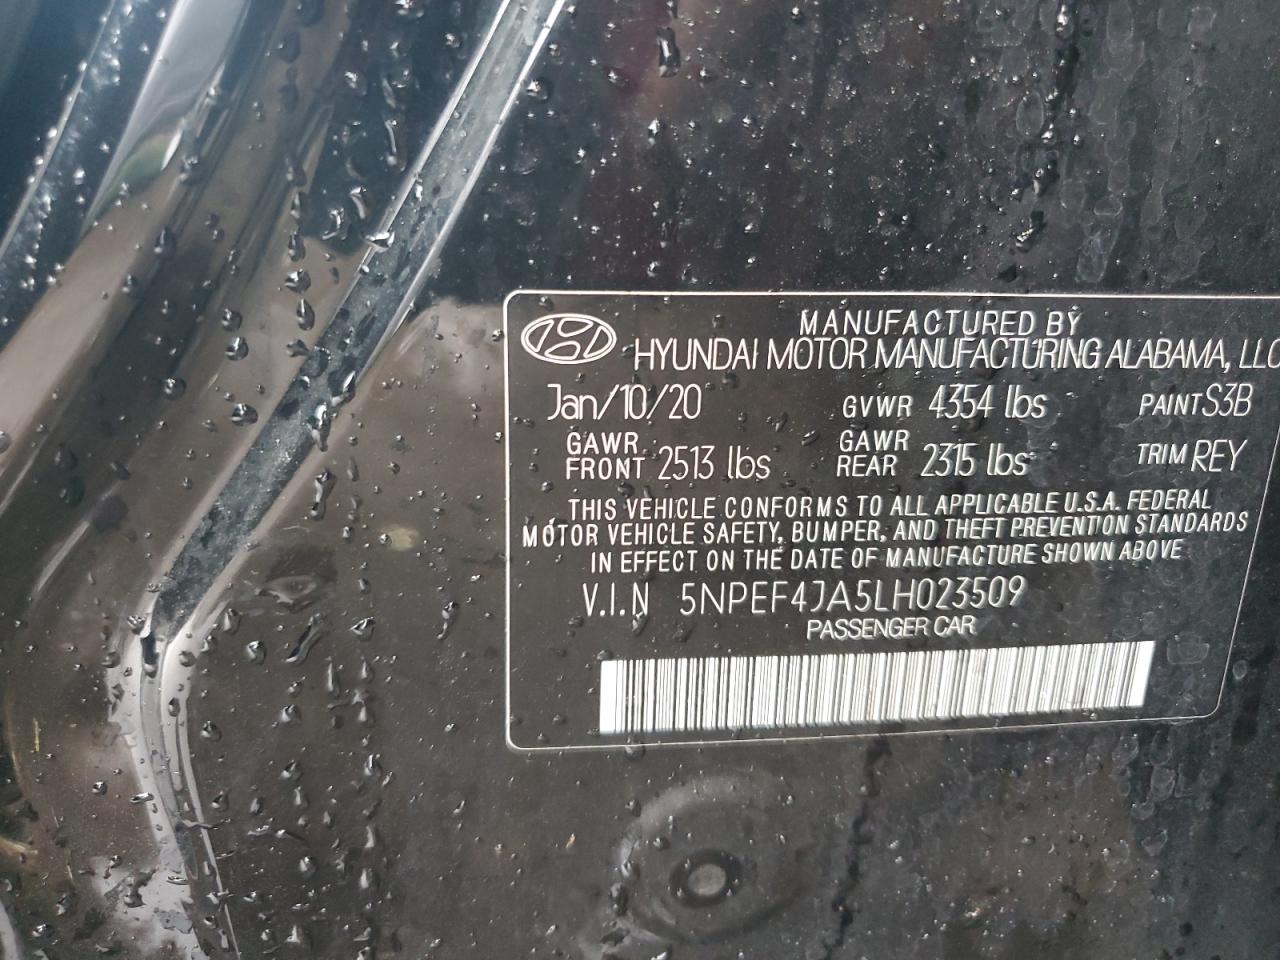 MANUFACTURED BY
HYUNDAI MOTOR MANUFACTURING ALABAMA, LLC
Jan/10/20 GVWR 4354 lbs PAINT S3B
GAWR FRONT 2513 lbs GAWR REAR 2315 lbs TRIM REY
THIS VEHICLE CONFORMS TO ALL APPLICABLE U.S.A. FEDERAL
MOTOR VEHICLE SAFETY, BUMPER, AND THEFT PREVENTION STANDARDS
IN EFFECT ON THE DATE OF MANUFACTURE SHOWN ABOVE
V.I.N 5NPEF4JA5LH023509
PASSENGER CAR